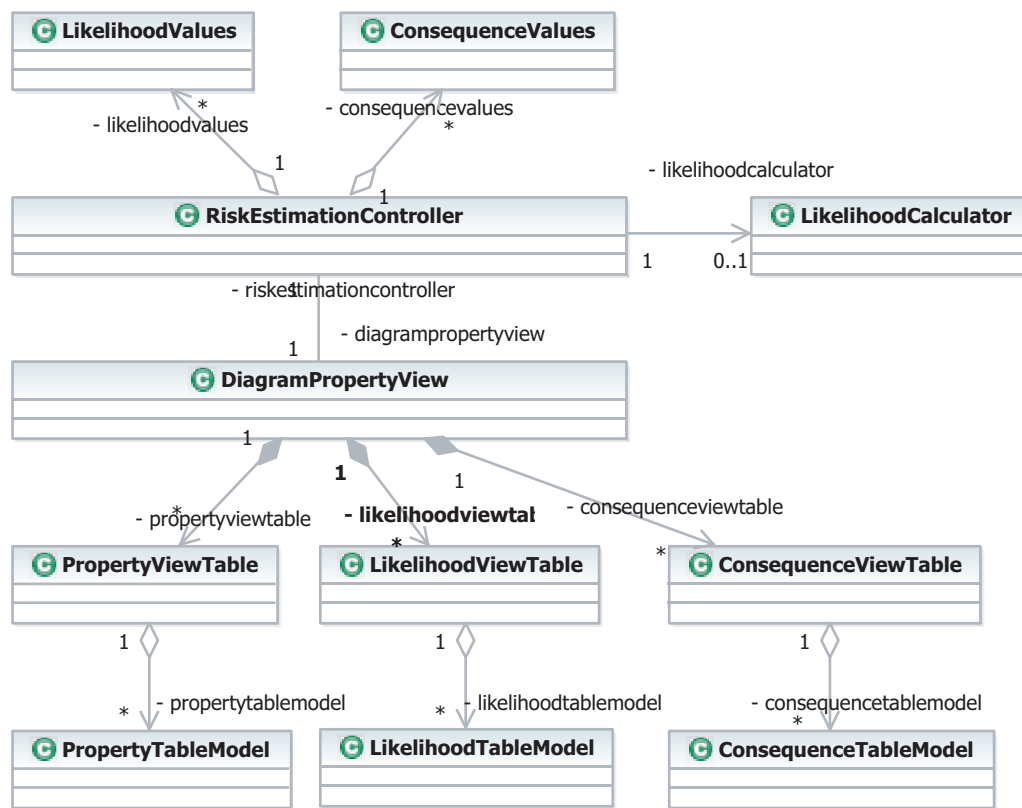 LikelihoodValues
ConsequenceValues
*
- likelihoodvalues
- consequencevalues
*
1
1
- likelihoodcalculator
RiskEstimationController
LikelihoodCalculator
1
0..1
- riskestimationcontroller
1
- diagrampropertyview
1
DiagramPropertyView
1
1
1
*
- propertyviewtable
- likelihoodviewtal
*
- consequenceviewtable
*
PropertyViewTable
LikelihoodViewTable
ConsequenceViewTable
1
1
1
- propertytablemodel
*
- likelihoodtablemodel
*
- consequencetablemodel
*
PropertyTableModel
LikelihoodTableModel
ConsequenceTableModel